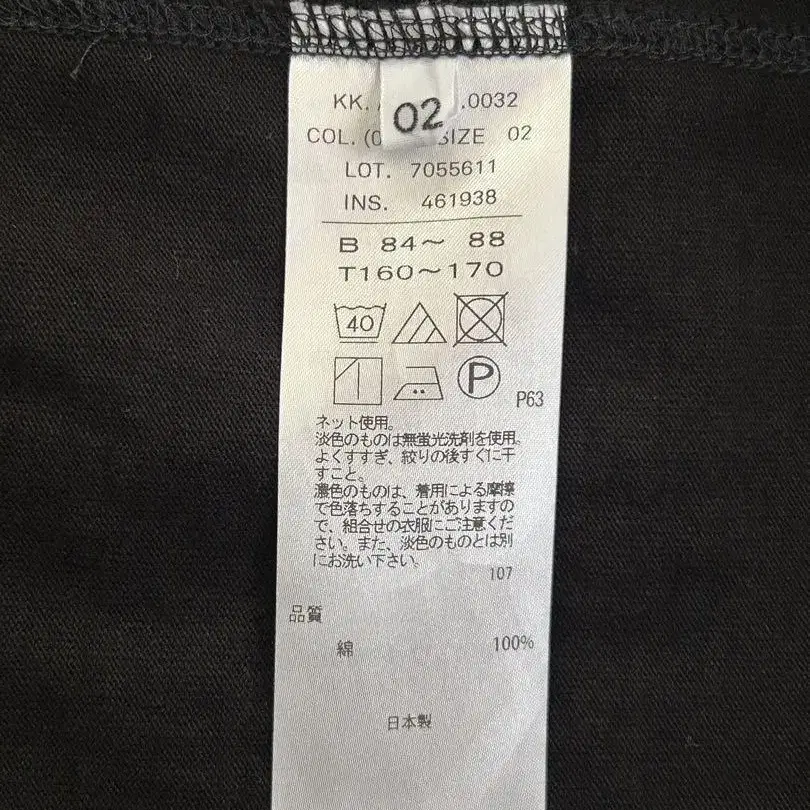 KK. .0032
02
COL. (0 SIZE 02
LOT. 7055611
INS. 461938
B 84～ 88
T160～170
40
P
P63
ネット使用。
淡色のものは無蛍光洗剤を使用。
よくすすぎ、絞りの後すぐに干
すこと。
濃色のものは、着用による摩擦
で色落ちすることがありますの
で、組合せの衣服にご注意くだ
さい。また、淡色のものとは別
にお洗い下さい。
107
品質
綿 100%
日本製